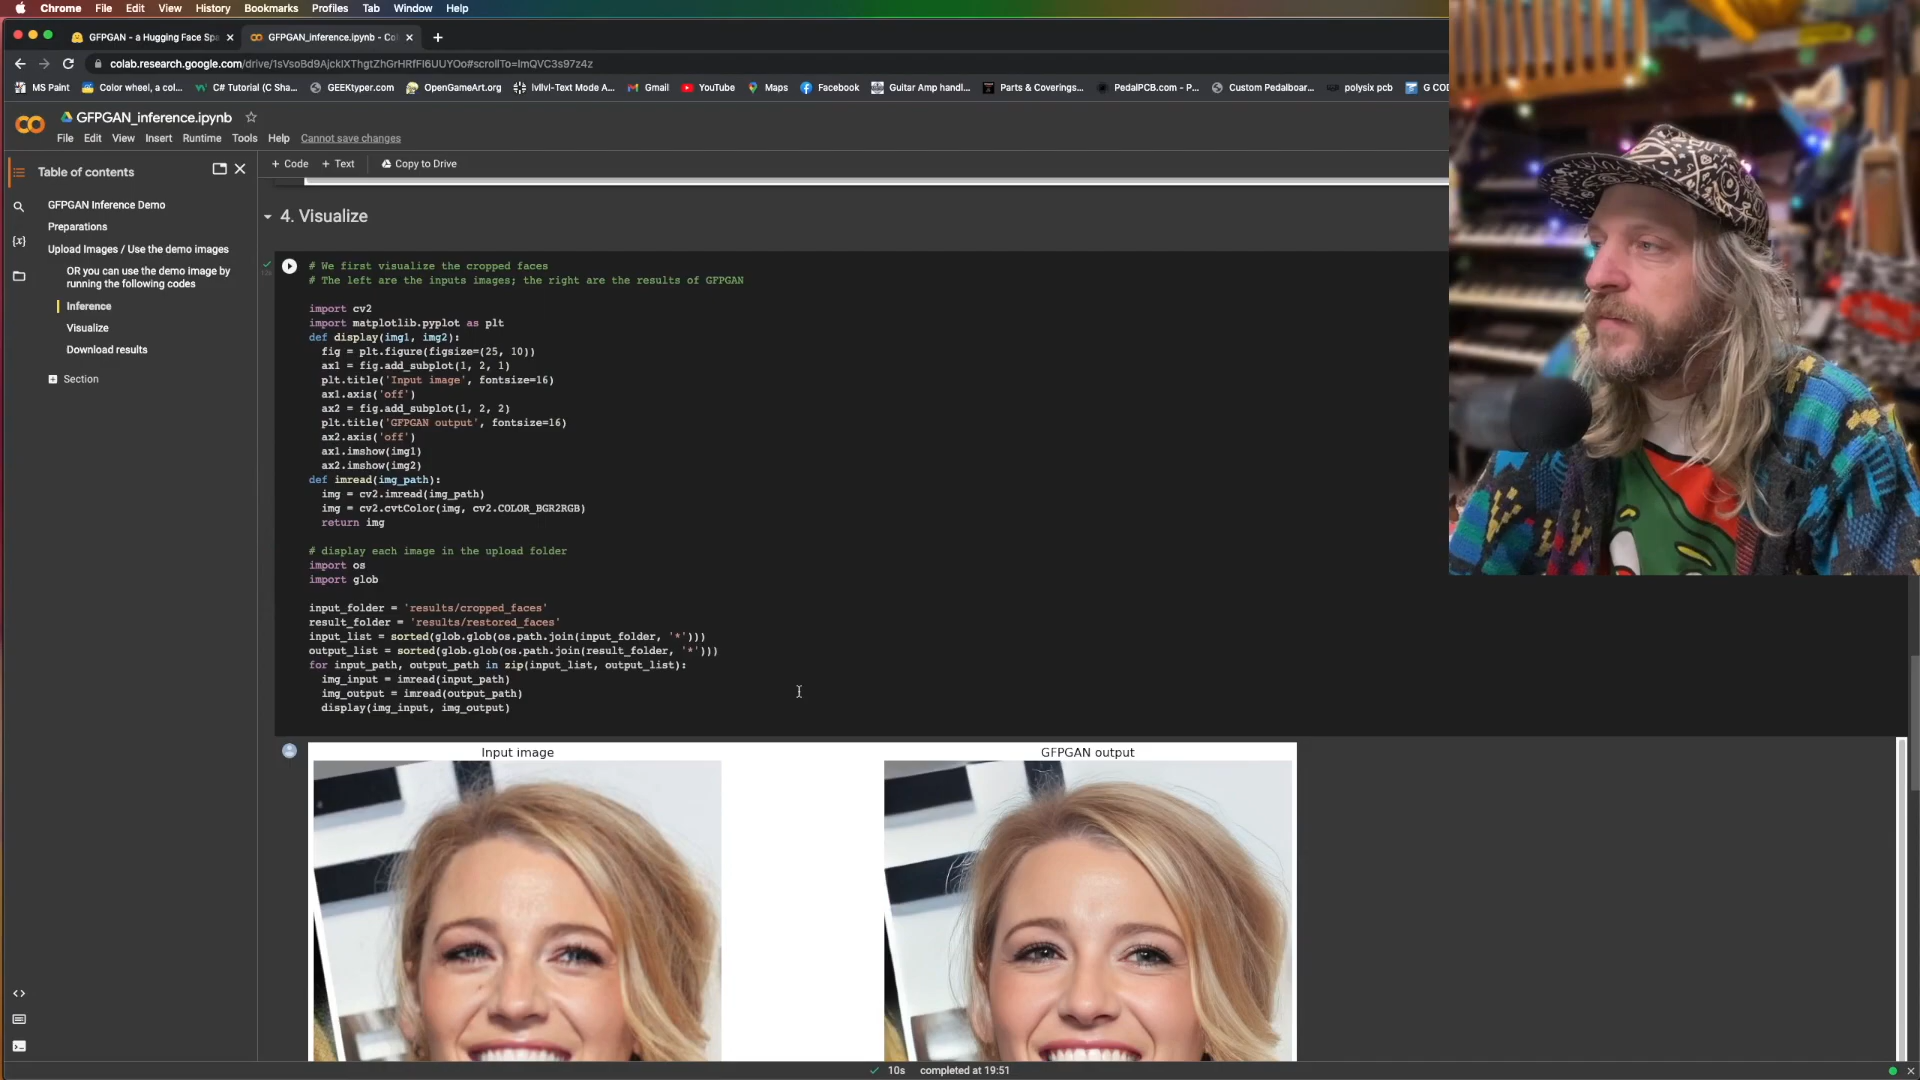 Chrome File Edit View History Bookmarks Profiles Tab Window Help
GFPGAN - a Hugging Face Spa
GFPGAN_inference.ipynb - Co
colab.research.google.com/drive/1sVsoBd9AjckIXThgtZhGrHRfFI6UUYOo#scrollTo=ImQVC3s97z4z
MS Paint Color wheel, a col... C# Tutorial (C Sha... GEEKtyper.com OpenGameArt.org lvllvl-Text Mode A... Gmail YouTube Maps Facebook Guitar Amp handl... Parts & Coverings... PedalPCB.com - P... Custom Pedalboar... polysix pcb G COD
GFPGAN_inference.ipynb
File Edit View Insert Runtime Tools Help Cannot save changes
Table of contents
GFPGAN Inference Demo
Preparations
Upload Images / Use the demo images
OR you can use the demo image by
running the following codes
Inference
Visualize
Download results
Section
+ Code + Text Copy to Drive
4. Visualize
# We first visualize the cropped faces
# The left are the inputs images; the right are the results of GFPGAN
import cv2
import matplotlib.pyplot as plt
def display(img1, img2):
fig = plt.figure(figsize=(25, 10))
ax1 = fig.add_subplot(1, 2, 1)
plt.title('Input image', fontsize=16)
ax1.axis('off')
ax2 = fig.add_subplot(1, 2, 2)
plt.title('GFPGAN output', fontsize=16)
ax2.axis('off')
ax1.imshow(img1)
ax2.imshow(img2)
def imread(img_path):
img = cv2.imread(img_path)
img = cv2.cvtColor(img, cv2.COLOR_BGR2RGB)
return img
# display each image in the upload folder
import os
import glob
input_folder = 'results/cropped_faces'
result_folder = 'results/restored_faces'
input_list = sorted(glob.glob(os.path.join(input_folder, '*')))
output_list = sorted(glob.glob(os.path.join(result_folder, '*')))
for input_path, output_path in zip(input_list, output_list):
img_input = imread(input_path)
img_output = imread(output_path)
display(img_input, img_output)
Input image
GFPGAN output
10s completed at 19:51